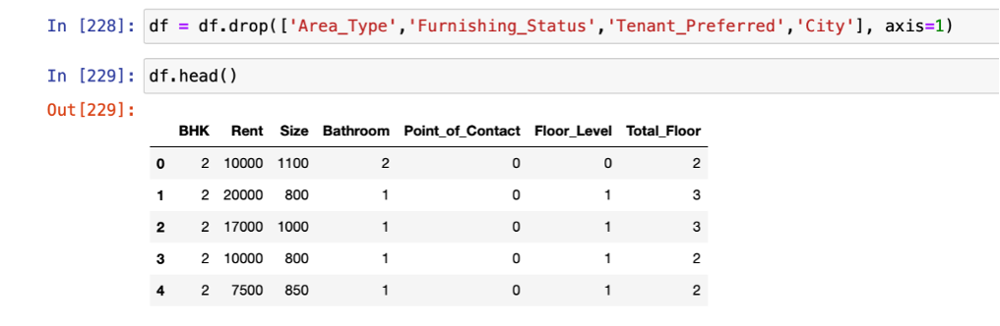 In [228]: df = df.drop(['Area_Type','Furnishing_Status','Tenant_Preferred','City'], axis=1)
In [229]: df.head()
Out[229]:
BHK Rent Size Bathroom Point_of_Contact Floor_Level Total_Floor
0 2 10000 1100 2 0 0 2
1 2 20000 800 1 0 1 3
2 2 17000 1000 1 0 1 3
3 2 10000 800 1 0 1 2
4 2 7500 850 1 0 1 2